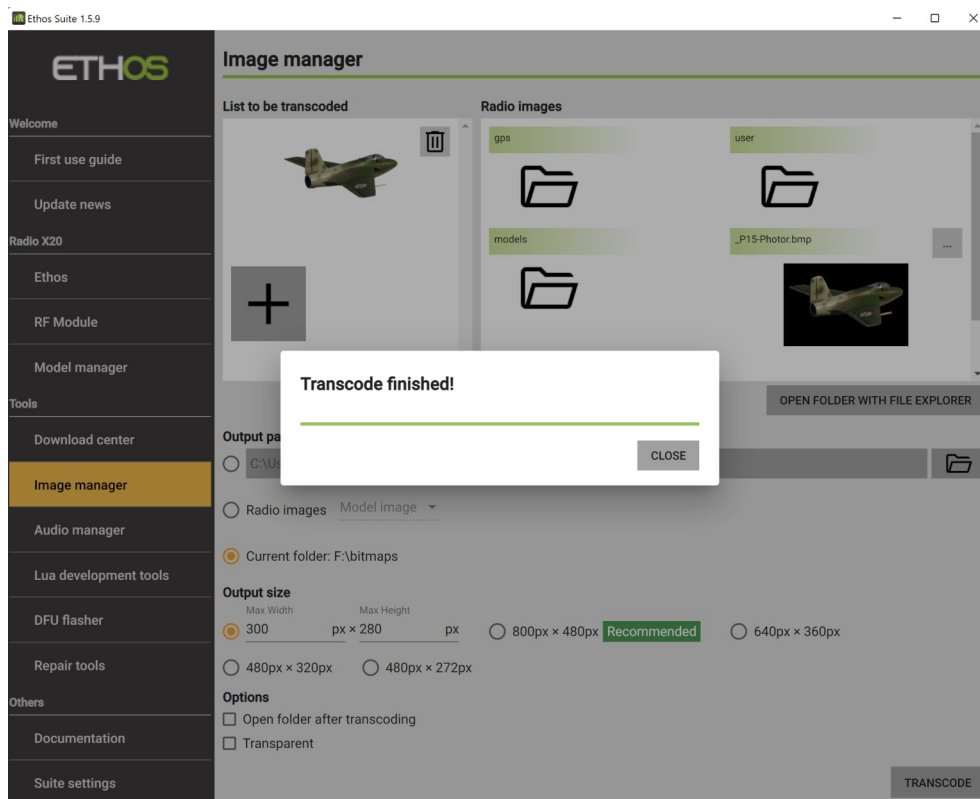 Ethos Suite 1.5.9
ETHOS
Welcome
First use guide
Update news
Radio X20
Ethos
RF Module
Model manager
Tools
Download center
Image manager
Audio manager
Lua development tools
DFU flasher
Repair tools
Others
Documentation
Suite settings
Image manager
List to be transcoded
Radio images
gps
user
models
_P15-Photor.bmp
...
OPEN FOLDER WITH FILE EXPLORER
Transcode finished!
CLOSE
Output pa
C:\Us
Radio images Model image
Current folder: F:\bitmaps
Output size
Max Width Max Height
300 px × 280 px 800px × 480px Recommended 640px × 360px
480px × 320px 480px × 272px
Options
Open folder after transcoding
Transparent
TRANSCODE